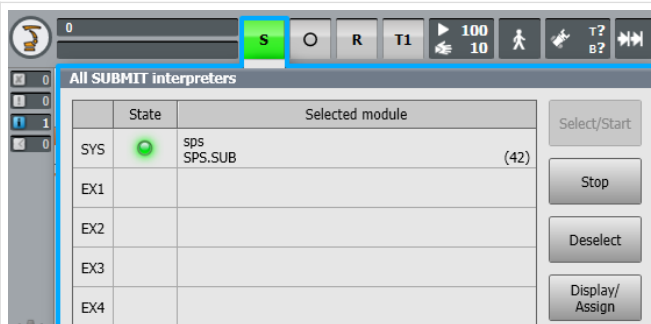 0
S O R T1 100 10 T? B?
0
0
1
0
All SUBMIT interpreters
State Selected module
SYS sps
SPS.SUB (42)
EX1
EX2
EX3
EX4
Select/Start
Stop
Deselect
Display/
Assign